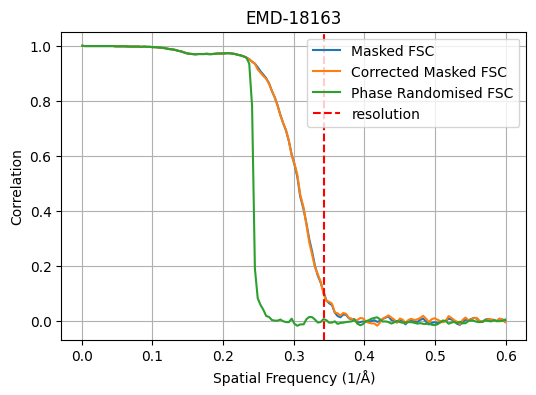 EMD-18163
Masked FSC
Corrected Masked FSC
Phase Randomised FSC
resolution
Correlation
1.0
0.8
0.6
0.4
0.2
0.0
0.0 0.1 0.2 0.3 0.4 0.5 0.6
Spatial Frequency (1/Å)